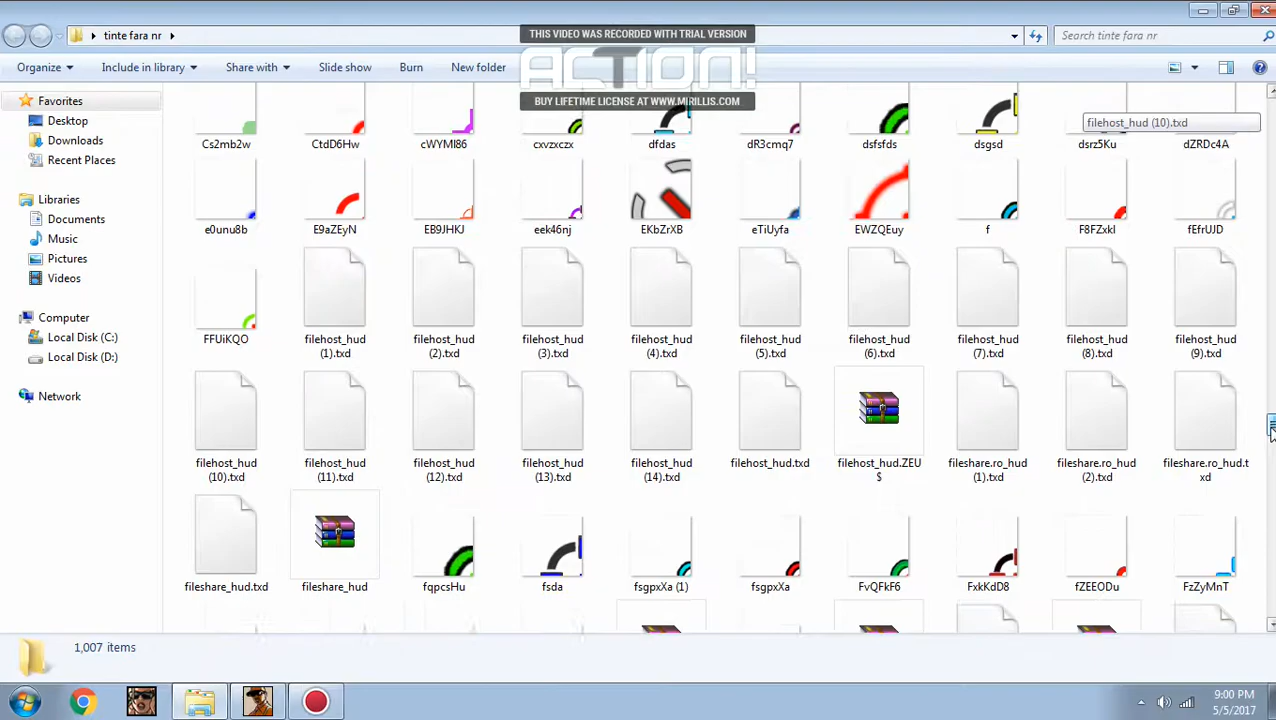 tinte fara nr
Search tinte fara nr
THIS VIDEO WAS RECORDED WITH TRIAL VERSION
ACTION!
BUY LIFETIME LICENSE AT WWW.MIRILLIS.COM
Organize Include in library Share with Slide show Burn New folder
Favorites
Desktop
Downloads
Recent Places
Libraries
Documents
Music
Pictures
Videos
Computer
Local Disk (C:)
Local Disk (D:)
Network
filehost_hud (10).txd
Cs2mb2w CtdD6Hw cWYMI86 cxvzxczx dfdas dR3cmq7 dsfsfds dsgsd dsrz5Ku dZRDc4A
e0unu8b E9aZEyN EB9JHKJ eek46nj EKbZrXB eTiUyfa EWZQEuy f F8FZxkI fEfrUJD
FFUiKQO filehost_hud (1).txd filehost_hud (2).txd filehost_hud (3).txd filehost_hud (4).txd filehost_hud (5).txd filehost_hud (6).txd filehost_hud (7).txd filehost_hud (8).txd filehost_hud (9).txd
filehost_hud (10).txd filehost_hud (11).txd filehost_hud (12).txd filehost_hud (13).txd filehost_hud (14).txd filehost_hud.txd filehost_hud.ZEUS fileshare.ro_hud (1).txd fileshare.ro_hud (2).txd fileshare.ro_hud.txd
fileshare_hud.txd fileshare_hud fqpcsHu fsda fsgpxXa (1) fsgpxXa FvQFkF6 FxkKdD8 fZEEODu FzZyMnT
1,007 items
9:00 PM
5/5/2017